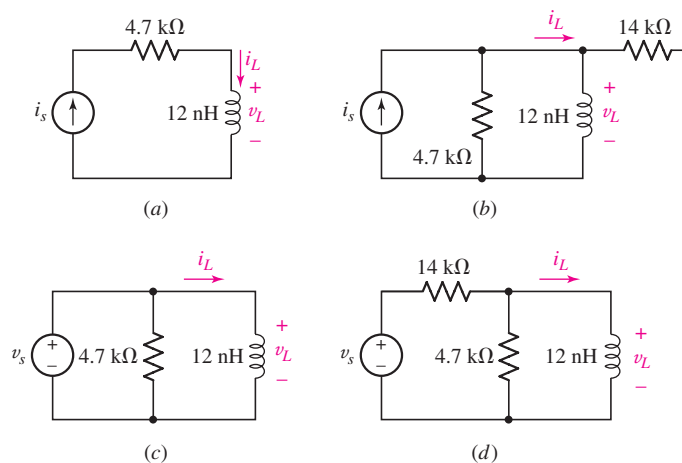 4.7 kΩ
i_L
i_s
12 nH
+
v_L
−
(a)
i_L
14 kΩ
i_s
4.7 kΩ
12 nH
+
v_L
−
(b)
i_L
v_s
+
−
4.7 kΩ
12 nH
+
v_L
−
(c)
14 kΩ
i_L
v_s
+
−
4.7 kΩ
12 nH
+
v_L
−
(d)